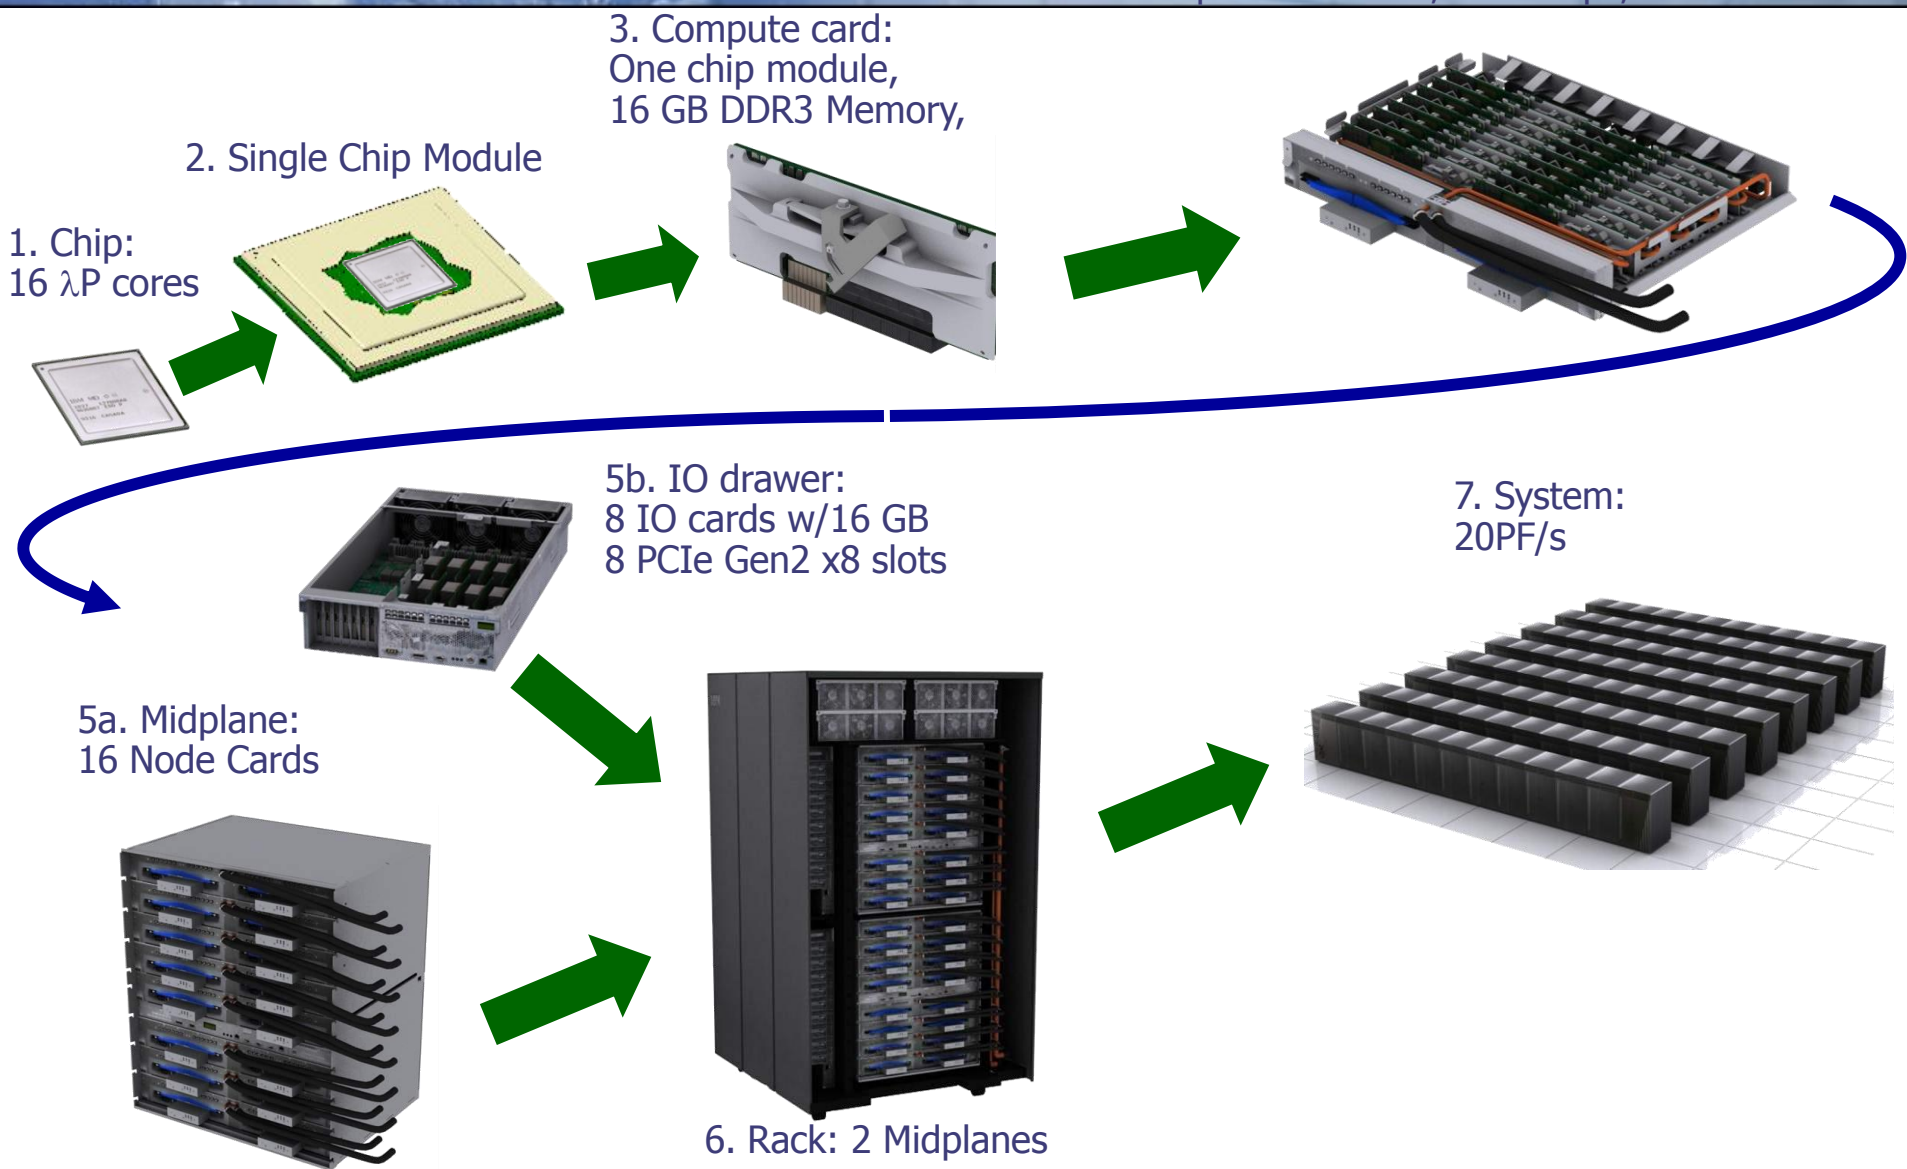 3. Compute card:
One chip module,
16 GB DDR3 Memory,
2. Single Chip Module
1. Chip:
16 λP cores
5b. IO drawer:
8 IO cards w/16 GB
8 PCIe Gen2 x8 slots
7. System:
20PF/s
5a. Midplane:
16 Node Cards
6. Rack: 2 Midplanes